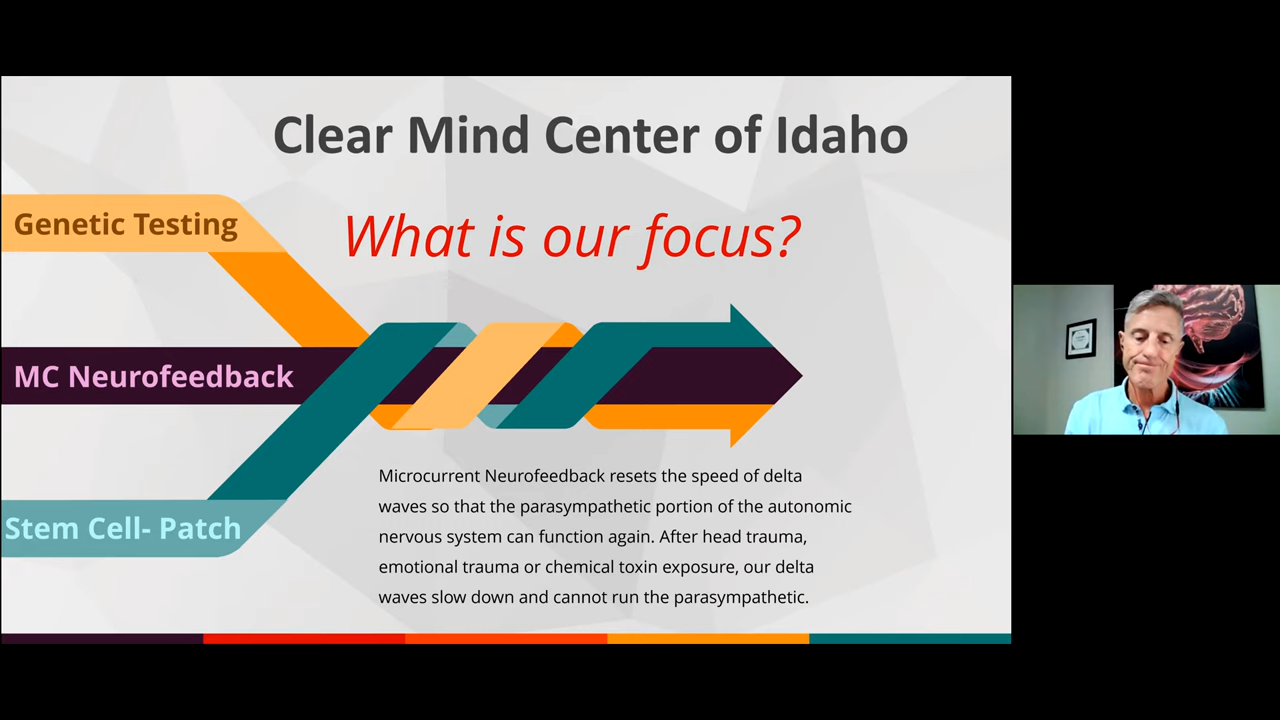 Clear Mind Center of Idaho
What is our focus?
Genetic Testing
MC Neurofeedback
Stem Cell- Patch
Microcurrent Neurofeedback resets the speed of delta
waves so that the parasympathetic portion of the autonomic
nervous system can function again. After head trauma,
emotional trauma or chemical toxin exposure, our delta
waves slow down and cannot run the parasympathetic.